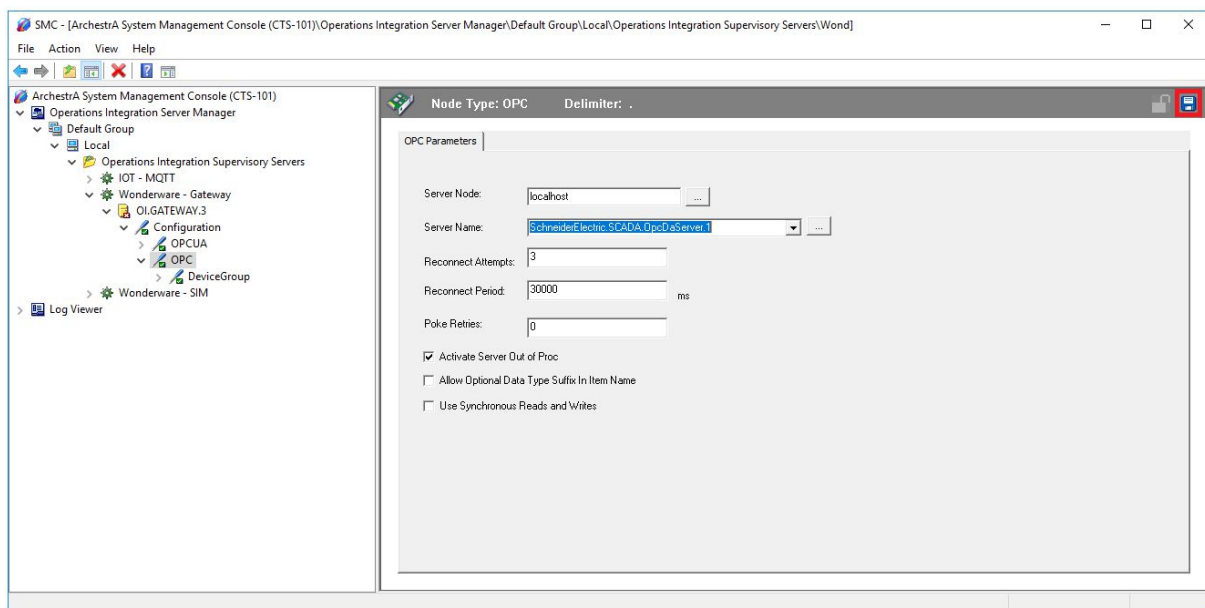 SMC - [ArchestrA System Management Console (CTS-101)\Operations Integration Server Manager\Default Group\Local\Operations Integration Supervisory Servers\Wond]
File Action View Help
ArchestrA System Management Console (CTS-101)
Operations Integration Server Manager
Default Group
Local
Operations Integration Supervisory Servers
IOT - MQTT
Wonderware - Gateway
OI.GATEWAY.3
Configuration
OPCUA
OPC
DeviceGroup
Wonderware - SIM
Log Viewer
Node Type: OPC Delimiter: .
OPC Parameters
Server Node: localhost ...
Server Name: SchneiderElectric.SCADA.OpcDaServer.1 ...
Reconnect Attempts: 3
Reconnect Period: 30000 ms
Poke Retries: 0
Activate Server Out of Proc
Allow Optional Data Type Suffix In Item Name
Use Synchronous Reads and Writes